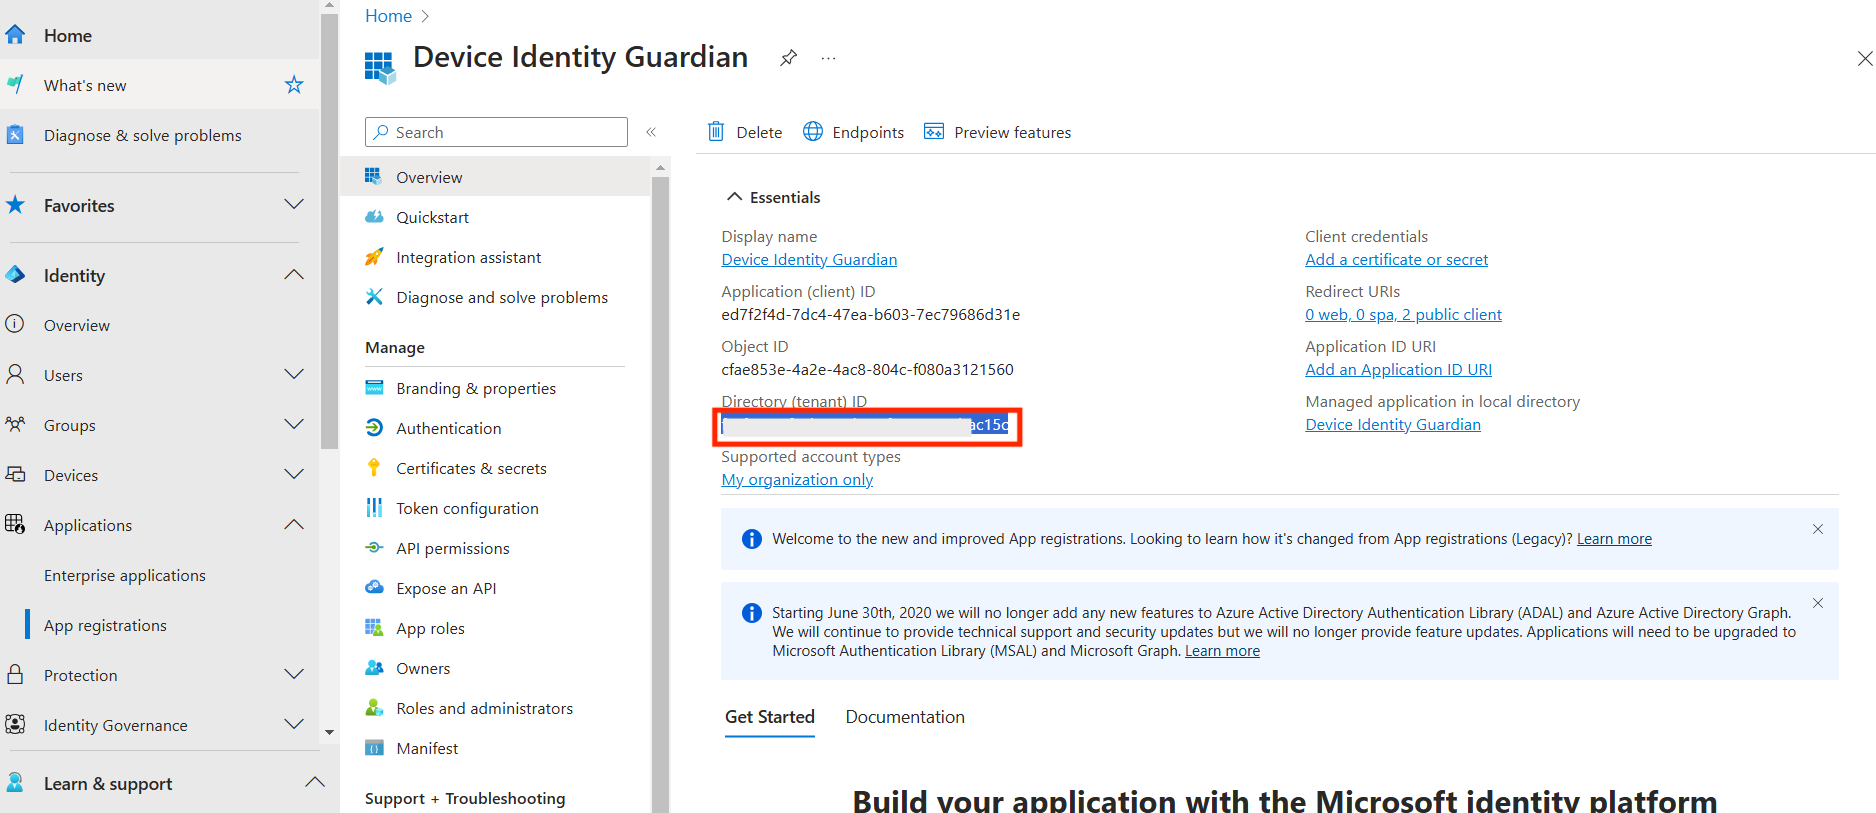 Home
What's new
Diagnose & solve problems
Favorites
Identity
Overview
Users
Groups
Devices
Applications
Enterprise applications
App registrations
Protection
Identity Governance
Learn & support
Home
Device Identity Guardian
Search
Overview
Quickstart
Integration assistant
Diagnose and solve problems
Manage
Branding & properties
Authentication
Certificates & secrets
Token configuration
API permissions
Expose an API
App roles
Owners
Roles and administrators
Manifest
Support + Troubleshooting
Delete Endpoints Preview features
Essentials
Display name
Device Identity Guardian
Application (client) ID
ed7f2f4d-7dc4-47ea-b603-7ec79686d31e
Object ID
cfae853e-4a2e-4ac8-804c-f080a3121560
Directory (tenant) ID
Supported account types
My organization only
Client credentials
Add a certificate or secret
Redirect URIs
0 web, 0 spa, 2 public client
Application ID URI
Add an Application ID URI
Managed application in local directory
Device Identity Guardian
Welcome to the new and improved App registrations. Looking to learn how it's changed from App registrations (Legacy)? Learn more
Starting June 30th, 2020 we will no longer add any new features to Azure Active Directory Authentication Library (ADAL) and Azure Active Directory Graph.
We will continue to provide technical support and security updates but we will no longer provide feature updates. Applications will need to be upgraded to
Microsoft Authentication Library (MSAL) and Microsoft Graph. Learn more
Get Started Documentation
Build your application with the Microsoft identity platform